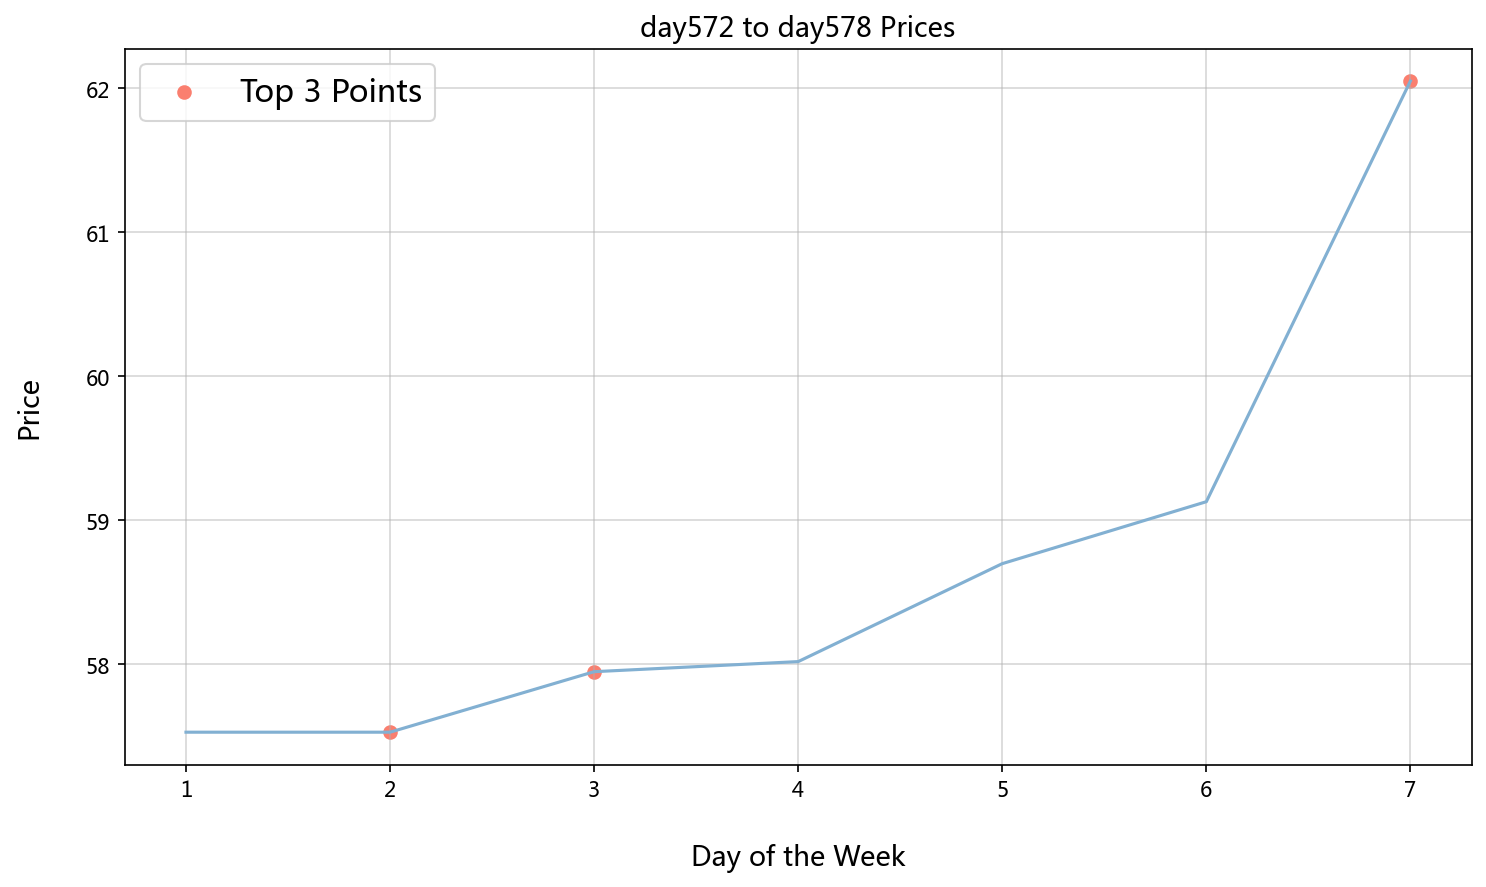 day572 to day578 Prices
Top 3 Points
62
61
60
59
58
Price
1 2 3 4 5 6 7
Day of the Week